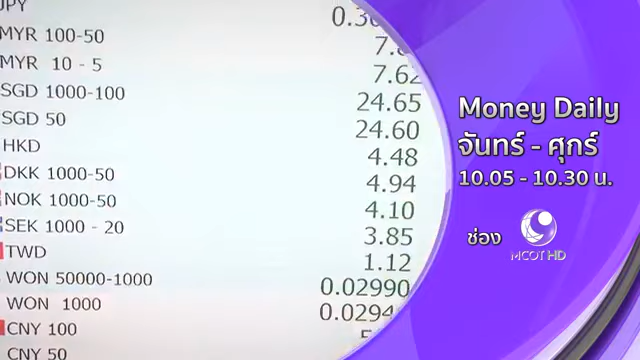 JPY
MYR 100-50
MYR 10 - 5
7.62
SGD 1000-100
24.65
SGD 50
24.60
HKD
4.48
DKK 1000-50
4.94
NOK 1000-50
4.10
SEK 1000 - 20
3.85
TWD
1.12
WON 50000-1000
0.02990
WON 1000
CNY 100
CNY 50
Money Daily
จันทร์ - ศุกร์
10.05 - 10.30 น.
ช่อง
MCOT HD